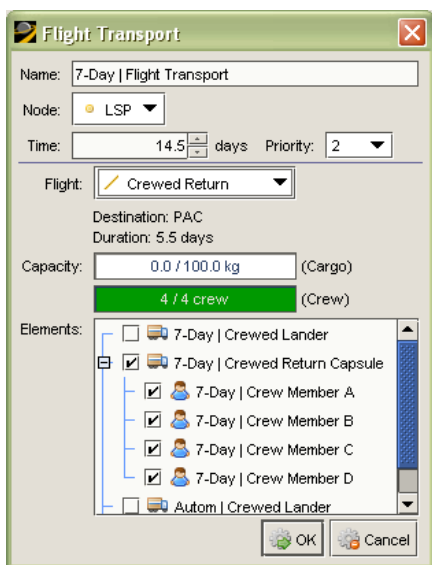 Flight Transport
Name: 7-Day | Flight Transport
Node: LSP
Time: 14.5 days Priority: 2
Flight: Crewed Return
Destination: PAC
Duration: 5.5 days
Capacity: 0.0 / 100.0 kg (Cargo)
4 / 4 crew (Crew)
Elements: 7-Day | Crewed Lander
7-Day | Crewed Return Capsule
7-Day | Crew Member A
7-Day | Crew Member B
7-Day | Crew Member C
7-Day | Crew Member D
Autom | Crewed Lander
OK Cancel